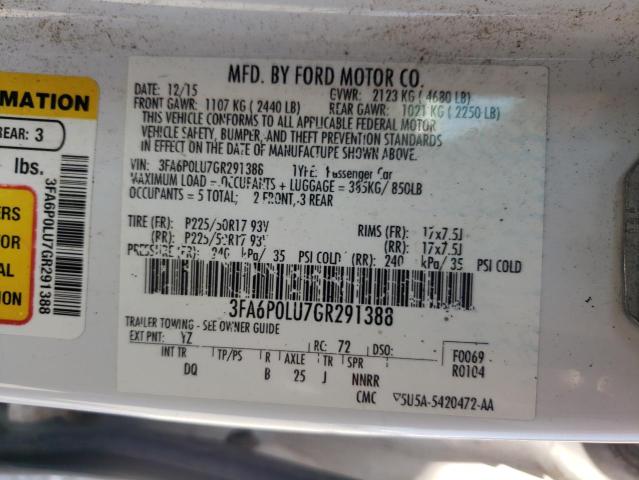 RMATION
REAR: 3
lbs.
3FA6P0LU7GR291388
ERS
TOR
AL
TION
MFD. BY FORD MOTOR CO.
DATE: 12/15 GVWR: 2123 KG ( 4680 LB)
FRONT GAWR: 1107 KG ( 2440 LB) REAR GAWR: 1021 KG ( 2250 LB)
THIS VEHICLE CONFORMS TO ALL APPLICABLE FEDERAL MOTOR
VEHICLE SAFETY, BUMPER, AND THEFT PREVENTION STANDARDS
IN EFFECT ON THE DATE OF MANUFACTURE SHOWN ABOVE.
VIN: 3FA6P0LU7GR291388 TYPE: Passenger Car
MAXIMUM LOAD = OCCUPANTS + LUGGAGE = 385KG/ 850LB
OCCUPANTS = 5 TOTAL: 2 FRONT,-3 REAR
TIRE (FR): P225/50R17 93V RIMS (FR): 17x7.5J
(RR): P225/50R17 93V (RR): 17x7.5J
PRESSURE (FR): 240 kPa/ 35 PSI COLD (RR): 240 kPa/ 35 PSI COLD
3FA6P0LU7GR291388
TRAILER TOWING - SEE OWNER GUIDE
EXT PNT: YZ RC: 72 DSO: F0069
INT TR TP/PS R AXLE TR SPR R0104
DQ B 25 J NNRR
CMC 5U5A-5420472-AA